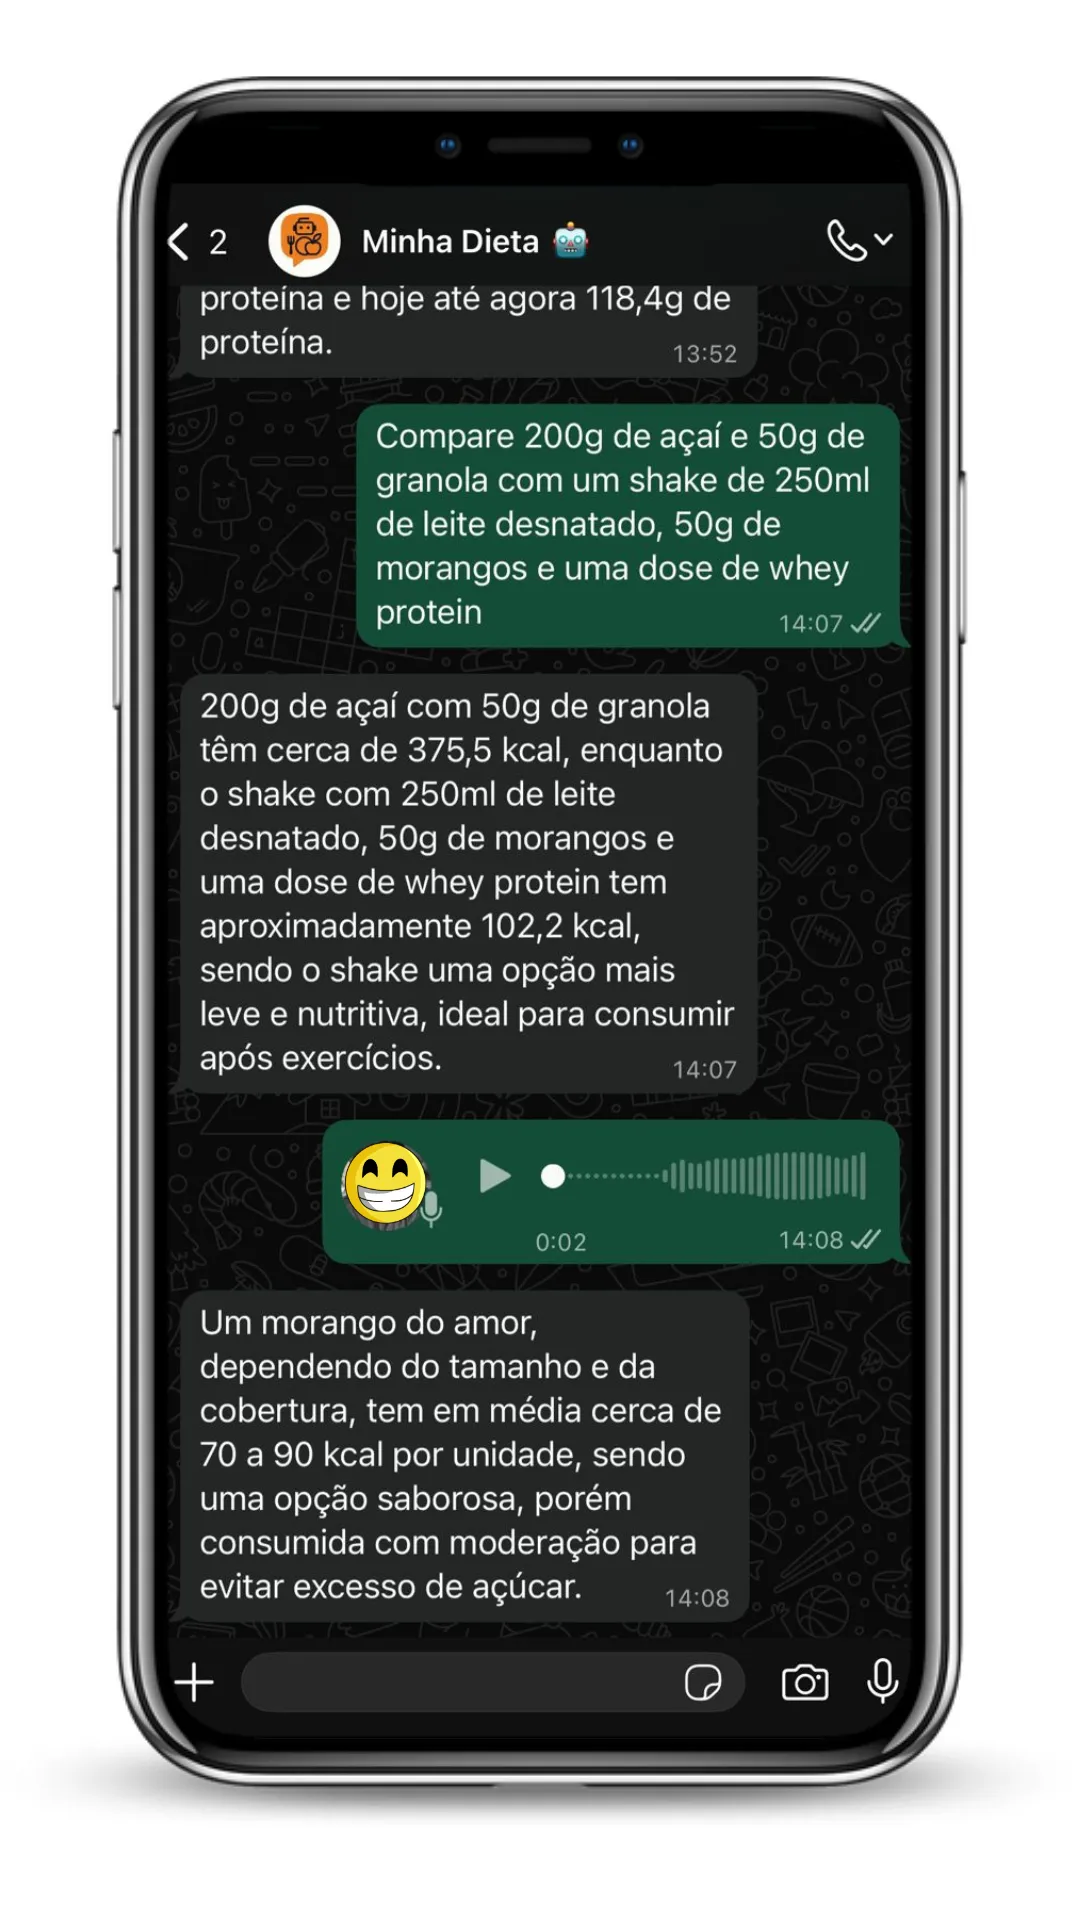 2
Minha Dieta
proteína e hoje até agora 118,4g de
proteína.
13:52
Compare 200g de açaí e 50g de
granola com um shake de 250ml
de leite desnatado, 50g de
morangos e uma dose de whey
protein
14:07
200g de açaí com 50g de granola
têm cerca de 375,5 kcal, enquanto
o shake com 250ml de leite
desnatado, 50g de morangos e
uma dose de whey protein tem
aproximadamente 102,2 kcal,
sendo o shake uma opção mais
leve e nutritiva, ideal para consumir
após exercícios.
14:07
0:02
14:08
Um morango do amor,
dependendo do tamanho e da
cobertura, tem em média cerca de
70 a 90 kcal por unidade, sendo
uma opção saborosa, porém
consumida com moderação para
evitar excesso de açúcar.
14:08